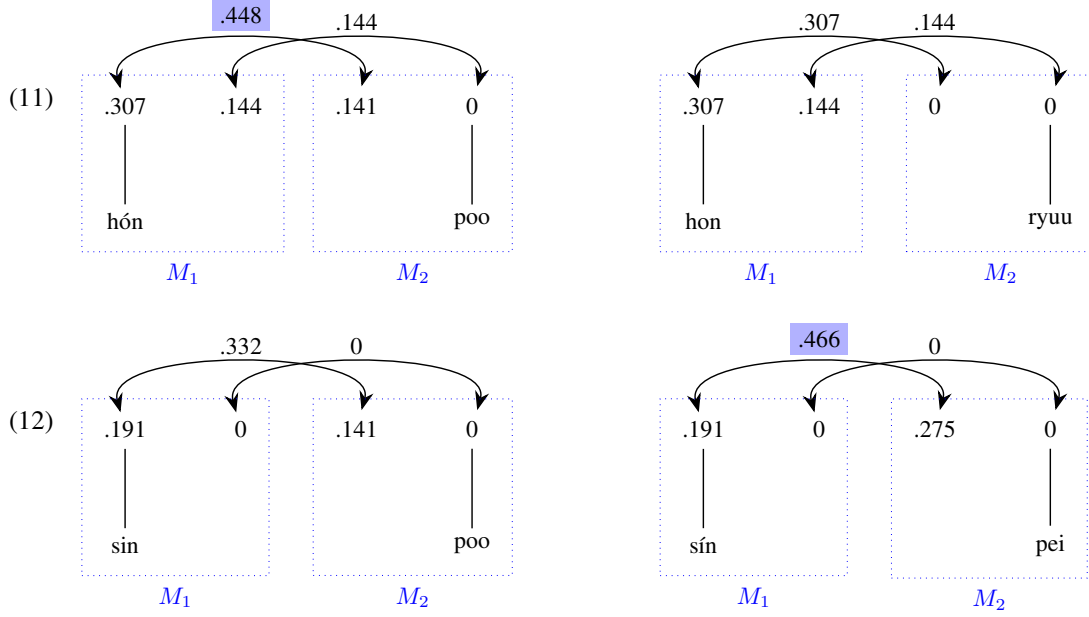 .448 .144 .307 .144
(11) .307 .144 .141 0 .307 .144 0 0
hón poo hon ryuu
M₁ M₂ M₁ M₂
.332 0 .466 0
(12) .191 0 .141 0 .191 0 .275 0
sin poo sín pei
M₁ M₂ M₁ M₂